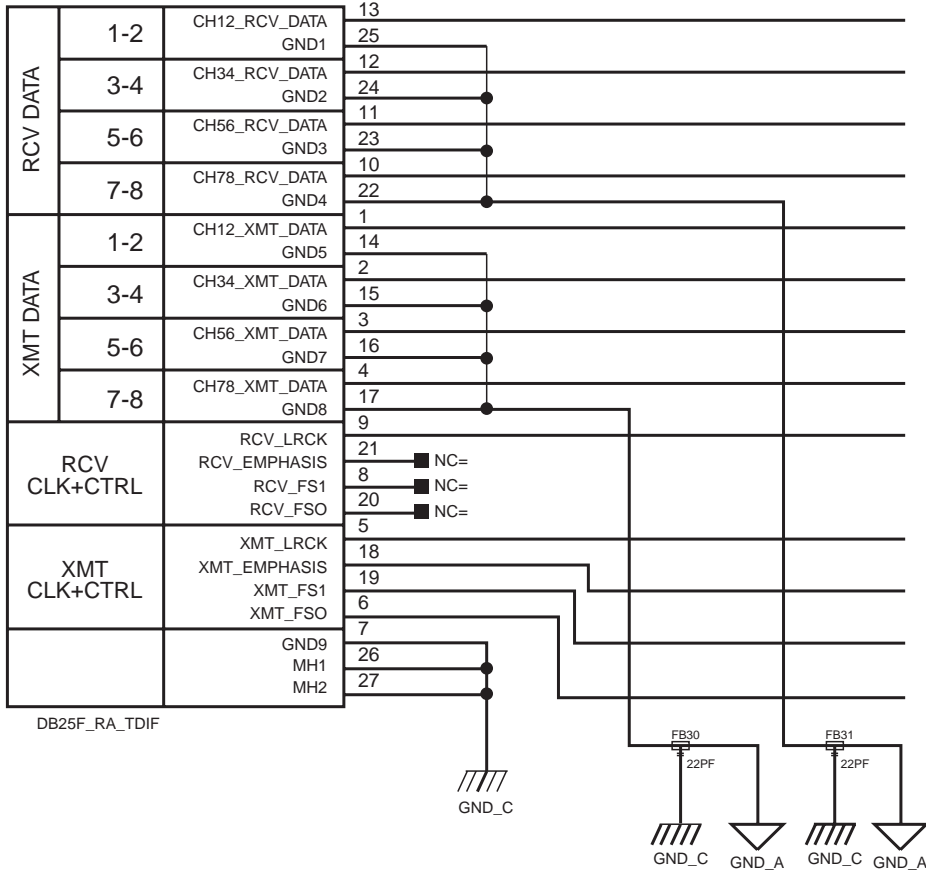 RCV DATA
1-2
CH12_RCV_DATA
13
GND1
25
3-4
CH34_RCV_DATA
12
GND2
24
5-6
CH56_RCV_DATA
11
GND3
23
7-8
CH78_RCV_DATA
10
GND4
22
XMT DATA
1-2
CH12_XMT_DATA
1
GND5
14
3-4
CH34_XMT_DATA
2
GND6
15
5-6
CH56_XMT_DATA
3
GND7
16
7-8
CH78_XMT_DATA
4
GND8
17
RCV
CLK+CTRL
RCV_LRCK
9
RCV_EMPHASIS
21
NC=
RCV_FS1
8
NC=
RCV_FSO
20
NC=
XMT
CLK+CTRL
XMT_LRCK
5
XMT_EMPHASIS
18
XMT_FS1
19
XMT_FSO
6
GND9
7
MH1
26
MH2
27
DB25F_RA_TDIF
FB30
22PF
FB31
22PF
GND_C
GND_C
GND_A
GND_C
GND_A